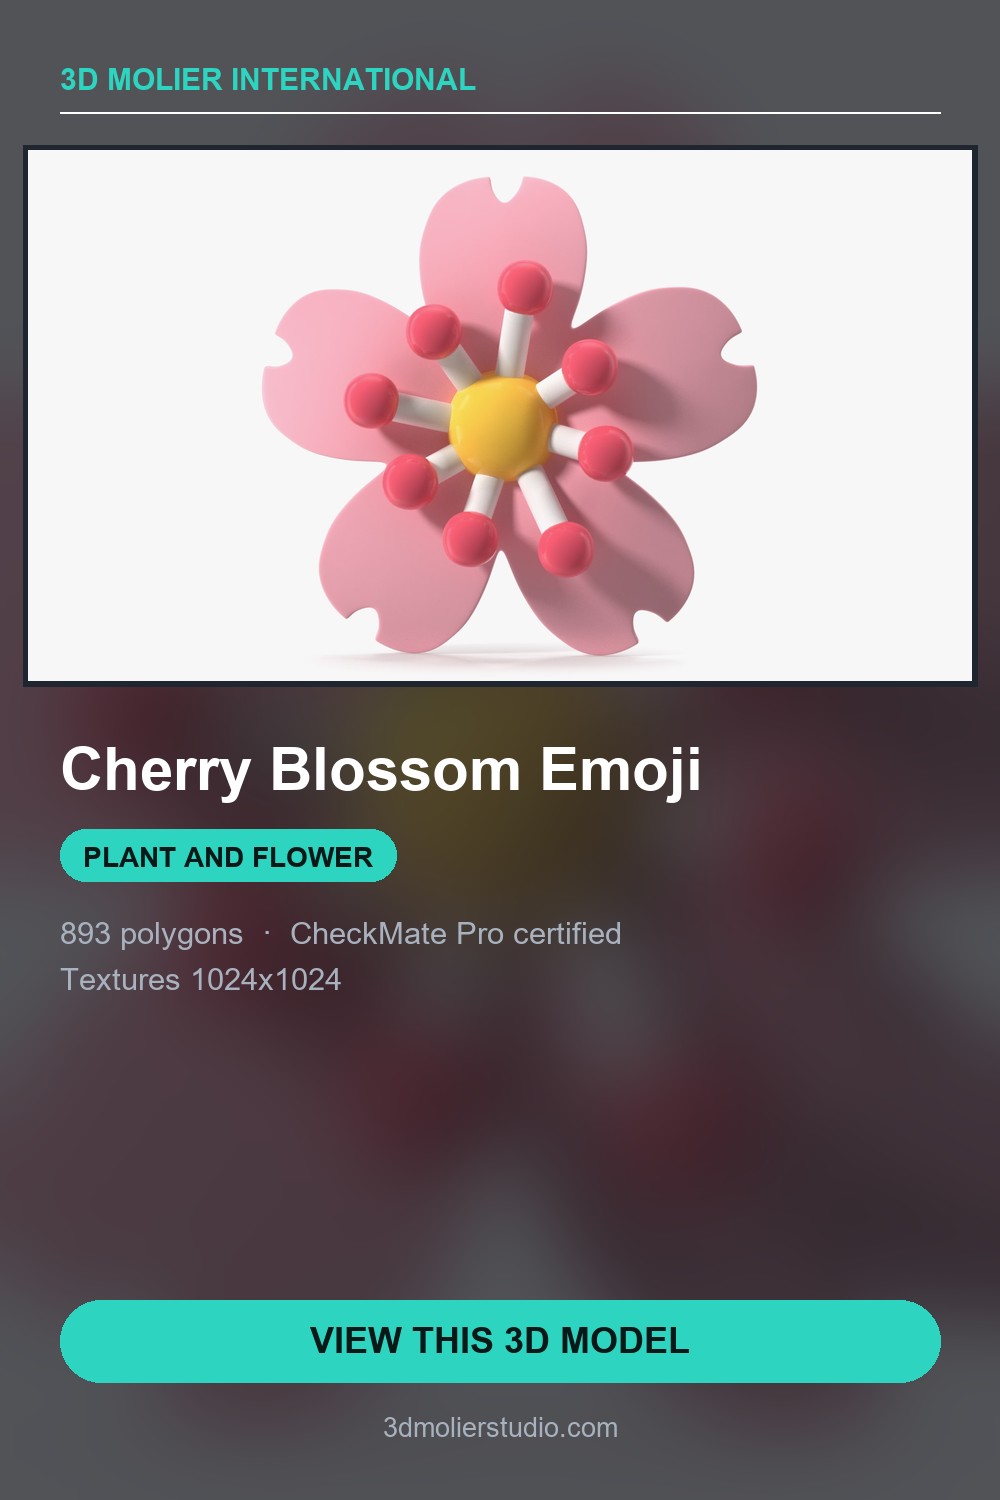 3D MOLIER INTERNATIONAL
Cherry Blossom Emoji
PLANT AND FLOWER
893 polygons · CheckMate Pro certified
Textures 1024x1024
VIEW THIS 3D MODEL
3dmolierstudio.com